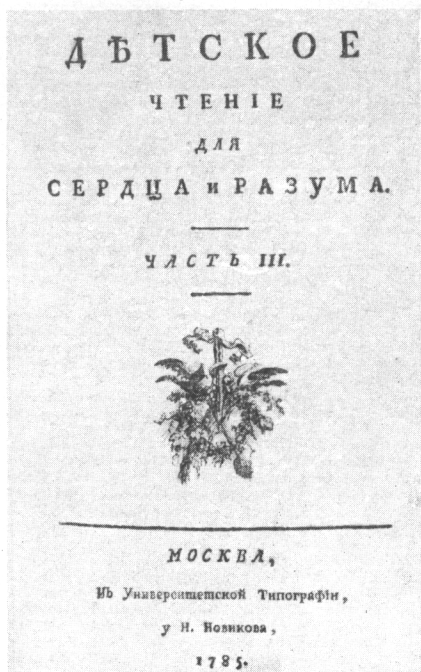 ДѢТСКОЕ
ЧТЕНІЕ
ДЛЯ
СЕРДЦА и РАЗУМА.
ЧАСТЬ III.
МОСКВА,
Въ Университетской Типографіи,
у Н. Новикова,
1785.